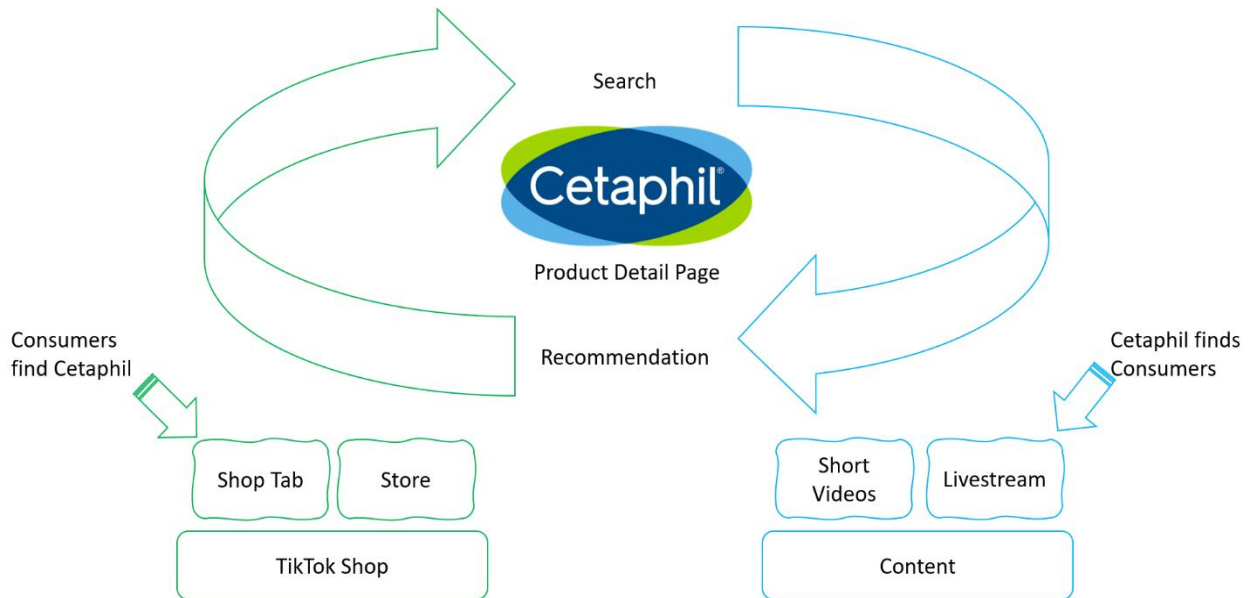 Search
Cetaphil®
Product Detail Page
Recommendation
Consumers
find Cetaphil
Cetaphil finds
Consumers
Shop Tab
Store
TikTok Shop
Short
Videos
Livestream
Content